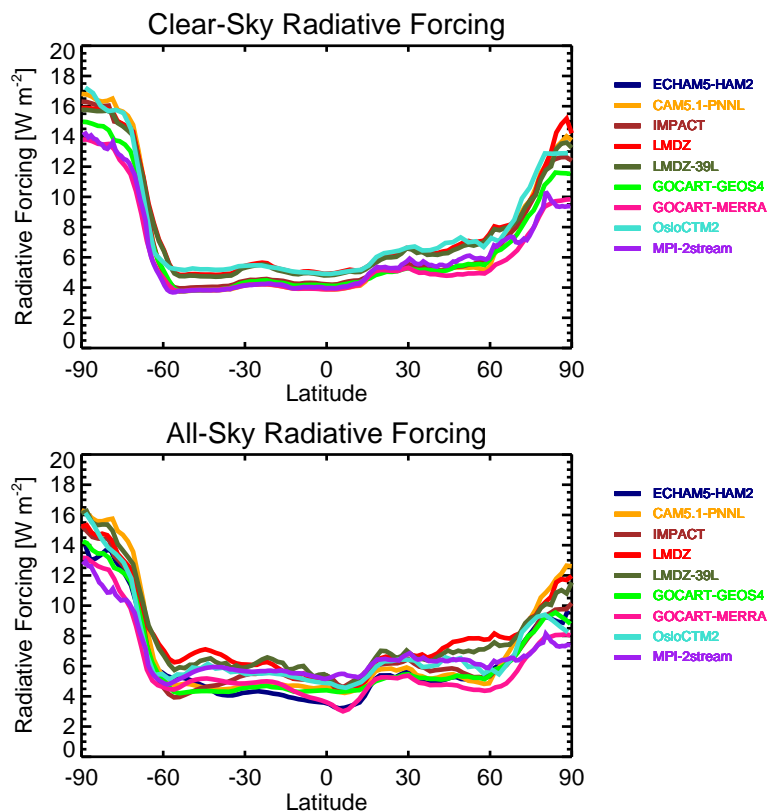 Clear-Sky Radiative Forcing
Radiative Forcing [W m-2]
20
18
16
14
12
10
8
6
4
2
0
-90 -60 -30 0 30 60 90
Latitude
ECHAM5-HAM2
CAM5.1-PNNL
IMPACT
LMDZ
LMDZ-39L
GOCART-GEOS4
GOCART-MERRA
OsloCTM2
MPI-2stream
All-Sky Radiative Forcing
Radiative Forcing [W m-2]
20
18
16
14
12
10
8
6
4
2
0
-90 -60 -30 0 30 60 90
Latitude
ECHAM5-HAM2
CAM5.1-PNNL
IMPACT
LMDZ
LMDZ-39L
GOCART-GEOS4
GOCART-MERRA
OsloCTM2
MPI-2stream